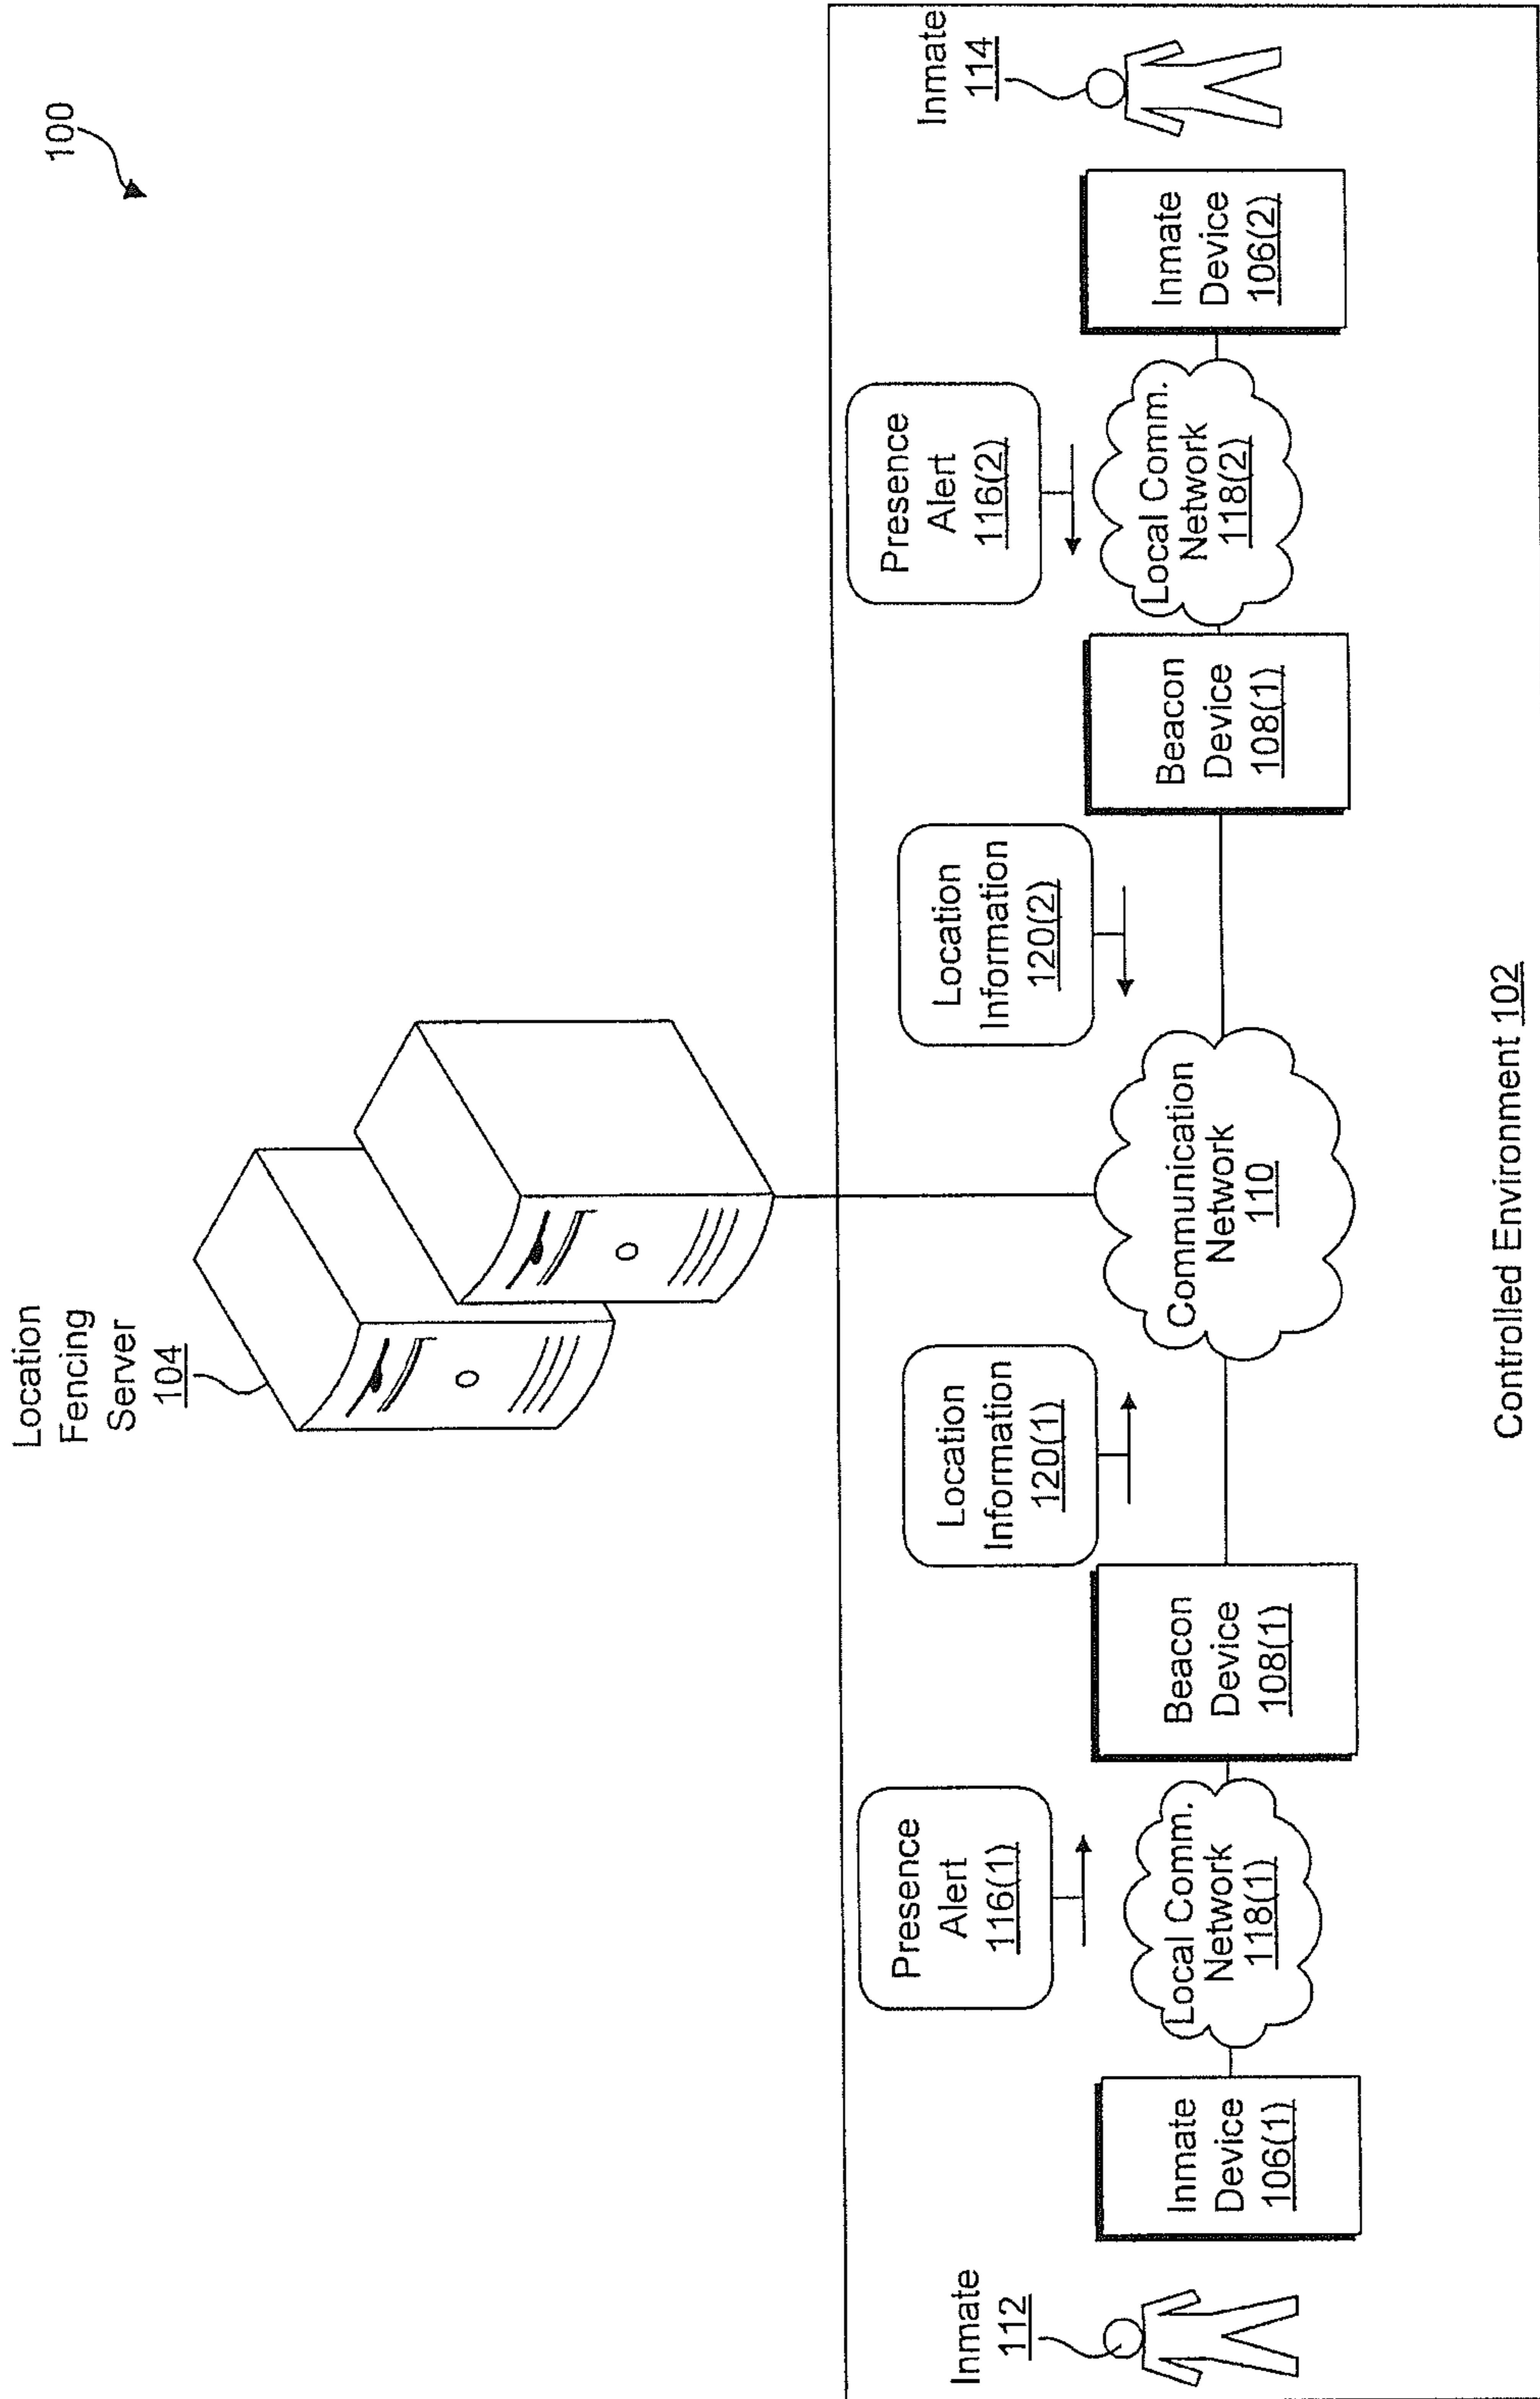 100
Location
Fencing
Server
104
Inmate
112
Inmate
Device
106(1)
Presence
Alert
116(1)
Local Comm.
Network
118(1)
Beacon
Device
108(1)
Location
Information
120(1)
Communication
Network
110
Location
Information
120(2)
Beacon
Device
108(1)
Presence
Alert
116(2)
Local Comm.
Network
118(2)
Inmate
Device
106(2)
Inmate
114
Controlled Environment 102